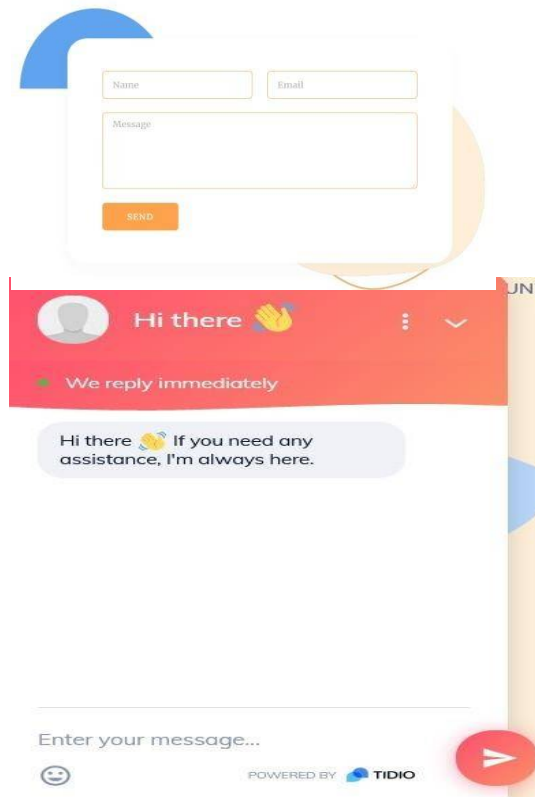 Name
Email
Message
SEND
UN
Hi there 👋
We reply immediately
Hi there 👋 If you need any
assistance, I'm always here.
Enter your message...
POWERED BY TIDIO